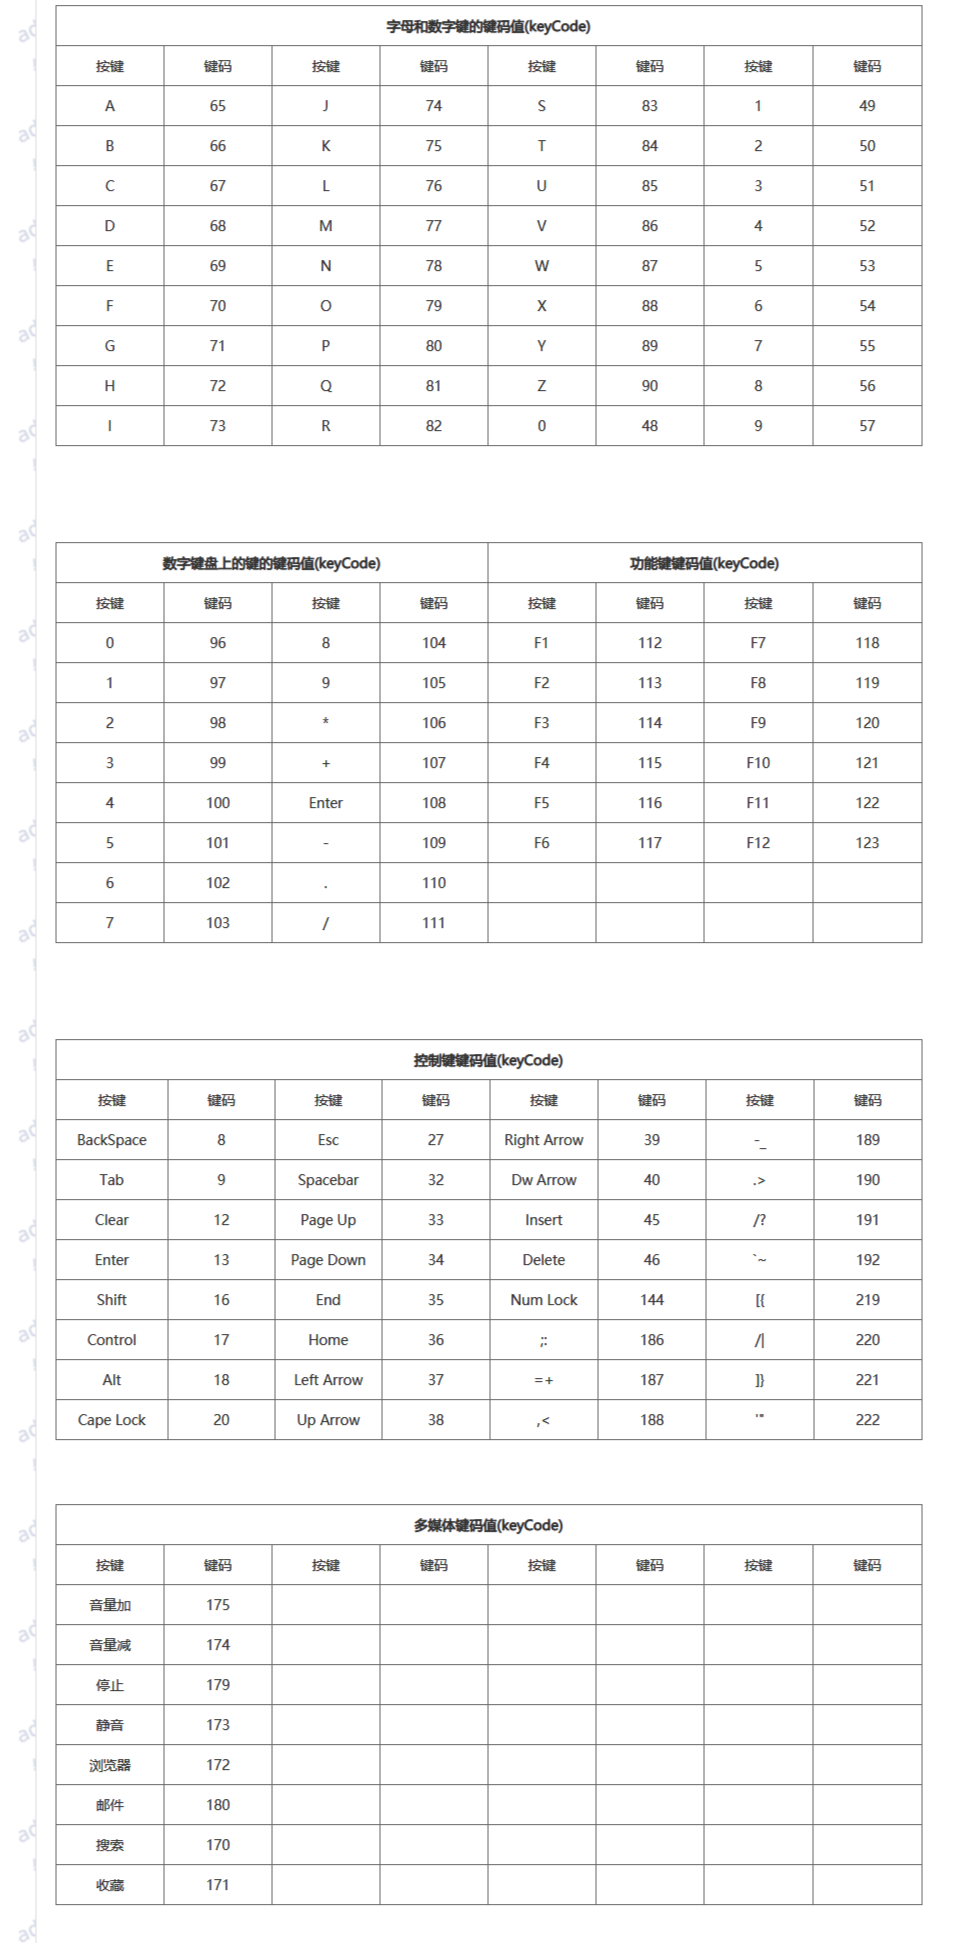 字母和数字键的键码值(keyCode)
按键 键码 按键 键码 按键 键码 按键 键码
A 65 J 74 S 83 1 49
B 66 K 75 T 84 2 50
C 67 L 76 U 85 3 51
D 68 M 77 V 86 4 52
E 69 N 78 W 87 5 53
F 70 O 79 X 88 6 54
G 71 P 80 Y 89 7 55
H 72 Q 81 Z 90 8 56
I 73 R 82 0 48 9 57
数字键盘上的键的键码值(keyCode) 功能键键码值(keyCode)
按键 键码 按键 键码 按键 键码 按键 键码
0 96 8 104 F1 112 F7 118
1 97 9 105 F2 113 F8 119
2 98 * 106 F3 114 F9 120
3 99 + 107 F4 115 F10 121
4 100 Enter 108 F5 116 F11 122
5 101 - 109 F6 117 F12 123
6 102 . 110
7 103 / 111
控制键键码值(keyCode)
按键 键码 按键 键码 按键 键码 按键 键码
BackSpace 8 Esc 27 Right Arrow 39 -_ 189
Tab 9 Spacebar 32 Dw Arrow 40 .> 190
Clear 12 Page Up 33 Insert 45 /? 191
Enter 13 Page Down 34 Delete 46 `~ 192
Shift 16 End 35 Num Lock 144 [{ 219
Control 17 Home 36 ;: 186 /| 220
Alt 18 Left Arrow 37 =+ 187 ]} 221
Cape Lock 20 Up Arrow 38 ,< 188 '" 222
多媒体键码值(keyCode)
按键 键码 按键 键码 按键 键码 按键 键码
音量加 175
音量减 174
停止 179
静音 173
浏览器 172
邮件 180
搜索 170
收藏 171